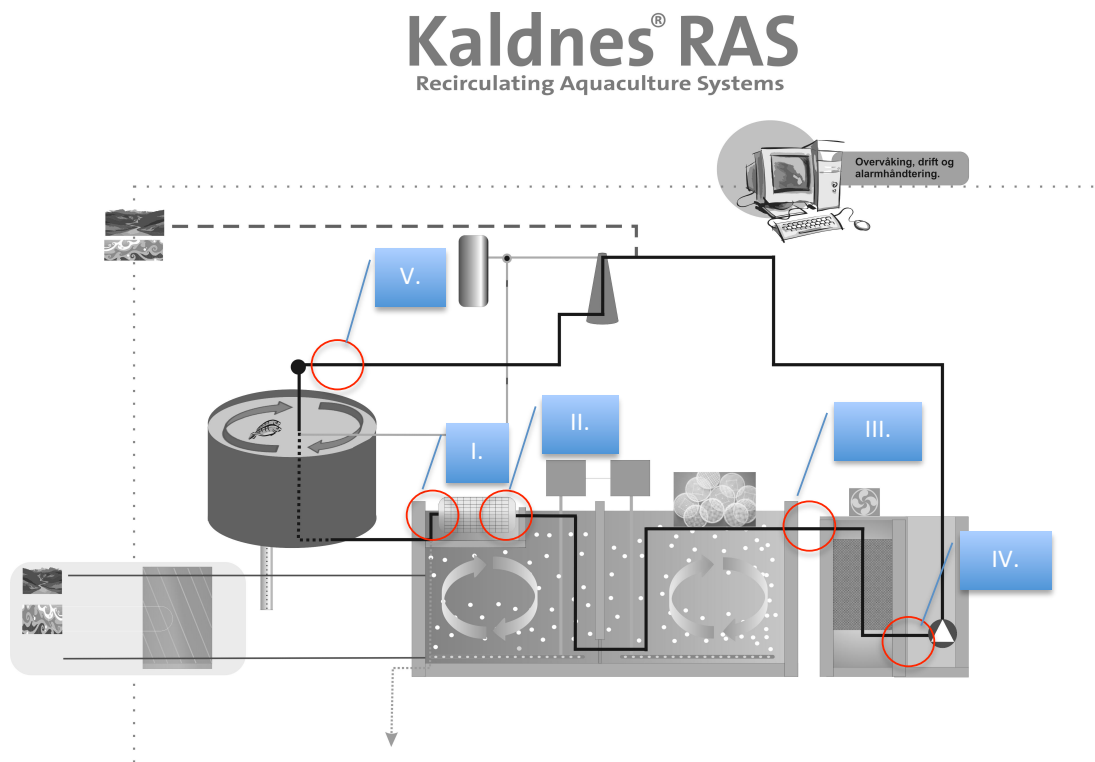 Kaldnes® RAS
Recirculating Aquaculture Systems
Overvåking, drift og
alarmhåndtering.
V.
II.
III.
I.
IV.